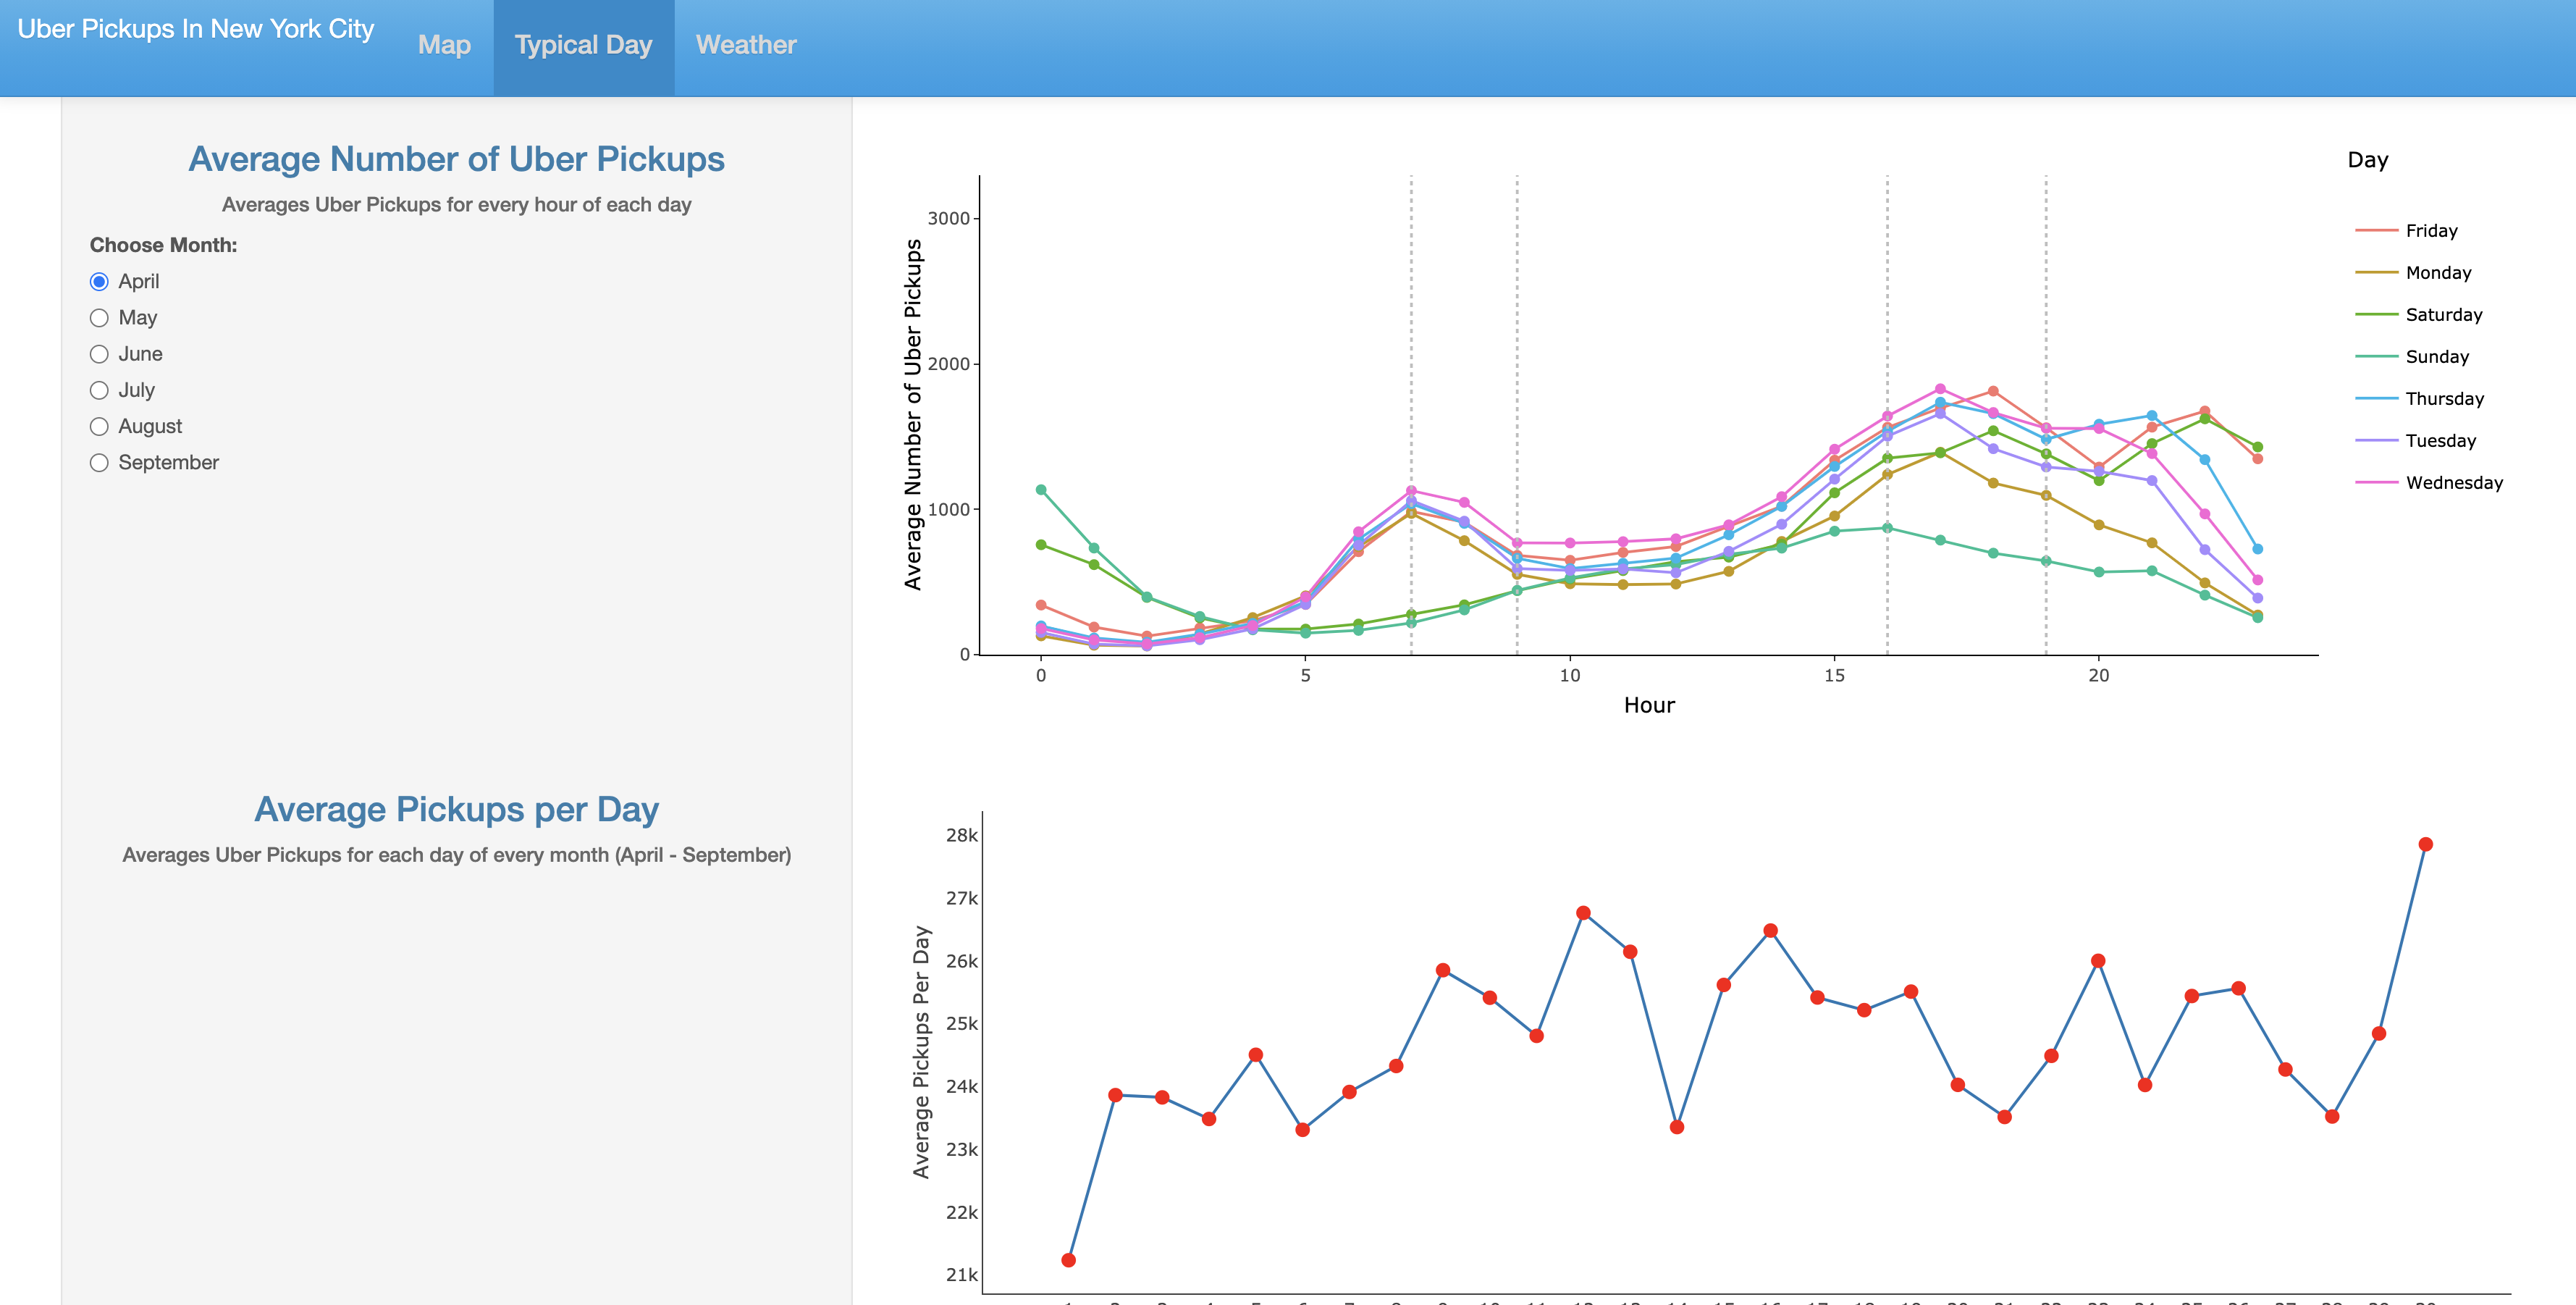 Uber Pickups In New York City
Map
Typical Day
Weather
Average Number of Uber Pickups
Averages Uber Pickups for every hour of each day
Choose Month:
April
May
June
July
August
September
Average Number of Uber Pickups
3000
2000
1000
0
0 5 10 15 20
Hour
Day
Friday
Monday
Saturday
Sunday
Thursday
Tuesday
Wednesday
Average Pickups per Day
Averages Uber Pickups for each day of every month (April - September)
Average Pickups Per Day
28k
27k
26k
25k
24k
23k
22k
21k